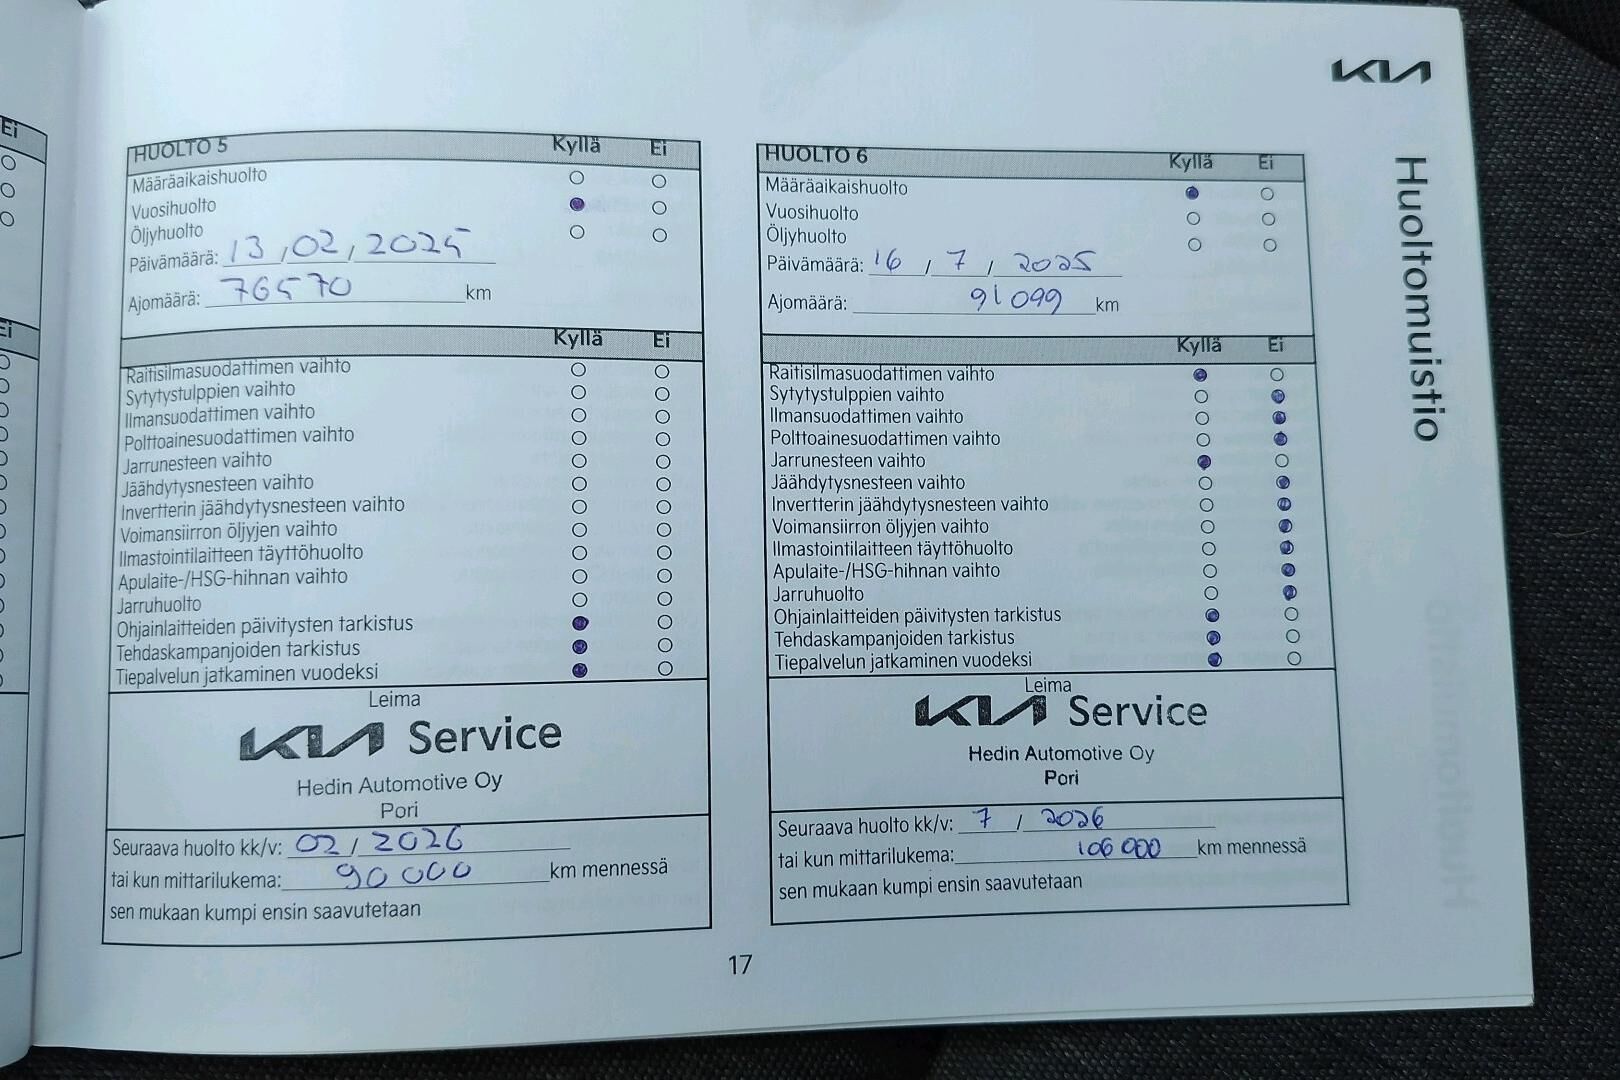 KIA
Huoltomuistio
Ei
Ei
HUOLTO 5 Kyllä Ei
Määräaikaishuolto
Vuosihuolto
Öljyhuolto
Päivämäärä: 13,02,2025
Ajomäärä: 76570 km
Kyllä Ei
Raitisilmasuodattimen vaihto
Sytytystulppien vaihto
Ilmansuodattimen vaihto
Polttoainesuodattimen vaihto
Jarrunesteen vaihto
Jäähdytysnesteen vaihto
Invertterin jäähdytysnesteen vaihto
Voimansiirron öljyjen vaihto
Ilmastointilaitteen täyttöhuolto
Apulaite-/HSG-hihnan vaihto
Jarruhuolto
Ohjainlaitteiden päivitysten tarkistus
Tehdaskampanjoiden tarkistus
Tiepalvelun jatkaminen vuodeksi
Leima
KIA Service
Hedin Automotive Oy
Pori
Seuraava huolto kk/v: 02 / 2026
tai kun mittarilukema: 90 000 km mennessä
sen mukaan kumpi ensin saavutetaan
HUOLTO 6 Kyllä Ei
Määräaikaishuolto
Vuosihuolto
Öljyhuolto
Päivämäärä: 16 / 7 / 2025
Ajomäärä: 91 099 km
Kyllä Ei
Raitisilmasuodattimen vaihto
Sytytystulppien vaihto
Ilmansuodattimen vaihto
Polttoainesuodattimen vaihto
Jarrunesteen vaihto
Jäähdytysnesteen vaihto
Invertterin jäähdytysnesteen vaihto
Voimansiirron öljyjen vaihto
Ilmastointilaitteen täyttöhuolto
Apulaite-/HSG-hihnan vaihto
Jarruhuolto
Ohjainlaitteiden päivitysten tarkistus
Tehdaskampanjoiden tarkistus
Tiepalvelun jatkaminen vuodeksi
Leima
KIA Service
Hedin Automotive Oy
Pori
Seuraava huolto kk/v: 7 / 2026
tai kun mittarilukema: 106 000 km mennessä
sen mukaan kumpi ensin saavutetaan
17